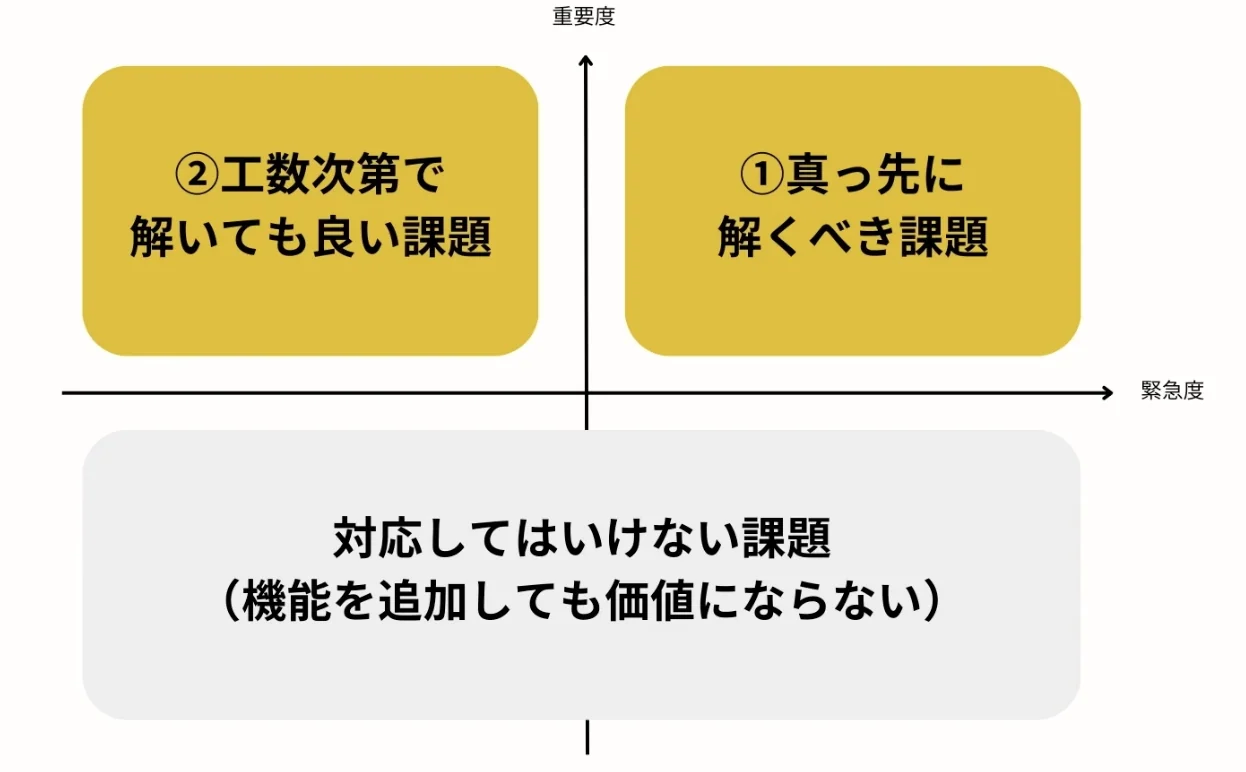 重要度
②工数次第で
解いても良い課題
①真っ先に
解くべき課題
緊急度
対応してはいけない課題
（機能を追加しても価値にならない）